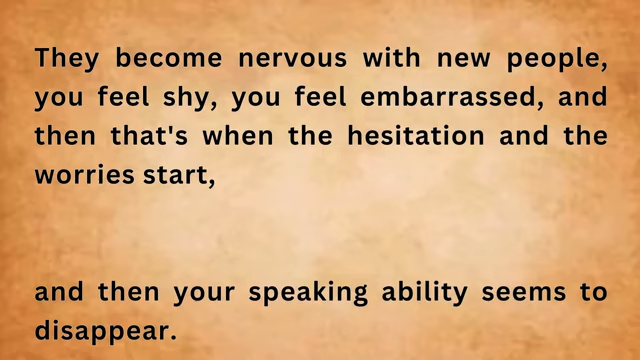 They become nervous with new people,
you feel shy, you feel embarrassed, and
then that's when the hesitation and the
worries start,
and then your speaking ability seems to
disappear.